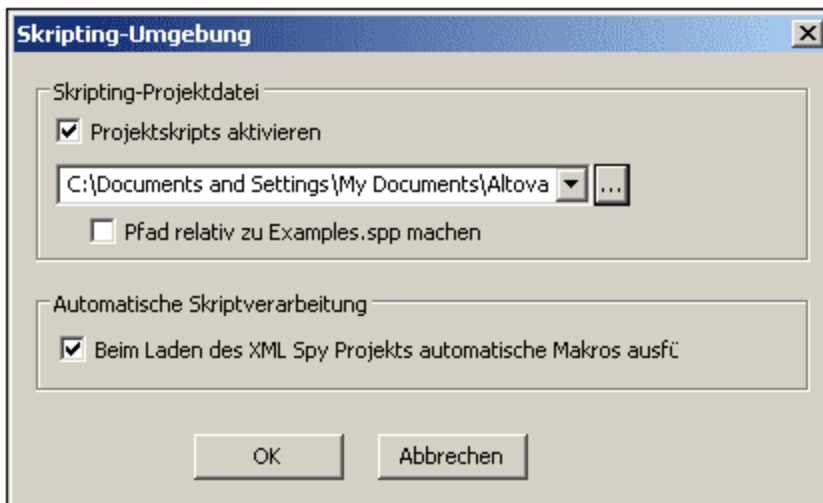 Skripting-Umgebung
Skripting-Projektdatei
Projektskripts aktivieren
C:\Documents and Settings\My Documents\Altova
...
Pfad relativ zu Examples.spp machen
Automatische Skriptverarbeitung
Beim Laden des XML Spy Projekts automatische Makros ausfü
OK
Abbrechen